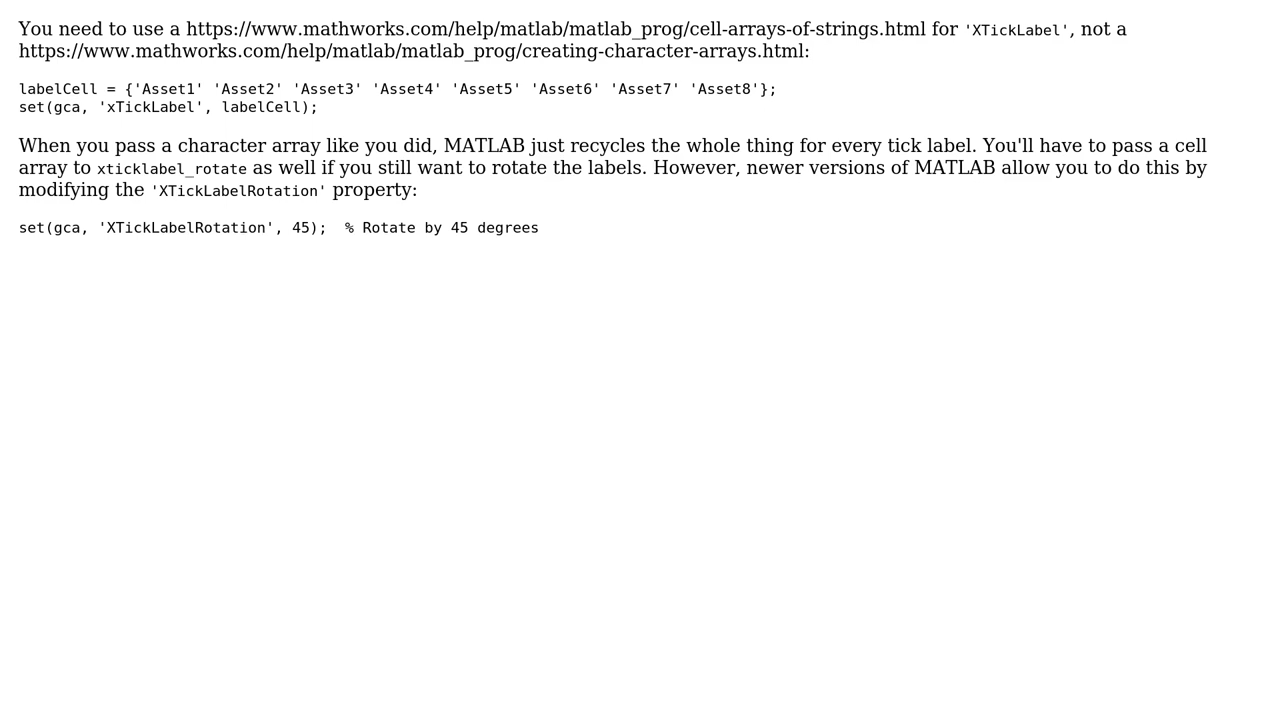 You need to use a https://www.mathworks.com/help/matlab/matlab_prog/cell-arrays-of-strings.html for 'XTickLabel', not a
https://www.mathworks.com/help/matlab/matlab_prog/creating-character-arrays.html:
labelCell = {'Asset1' 'Asset2' 'Asset3' 'Asset4' 'Asset5' 'Asset6' 'Asset7' 'Asset8'};
set(gca, 'xTickLabel', labelCell);
When you pass a character array like you did, MATLAB just recycles the whole thing for every tick label. You'll have to pass a cell
array to xticklabel_rotate as well if you still want to rotate the labels. However, newer versions of MATLAB allow you to do this by
modifying the 'XTickLabelRotation' property:
set(gca, 'XTickLabelRotation', 45);  % Rotate by 45 degrees